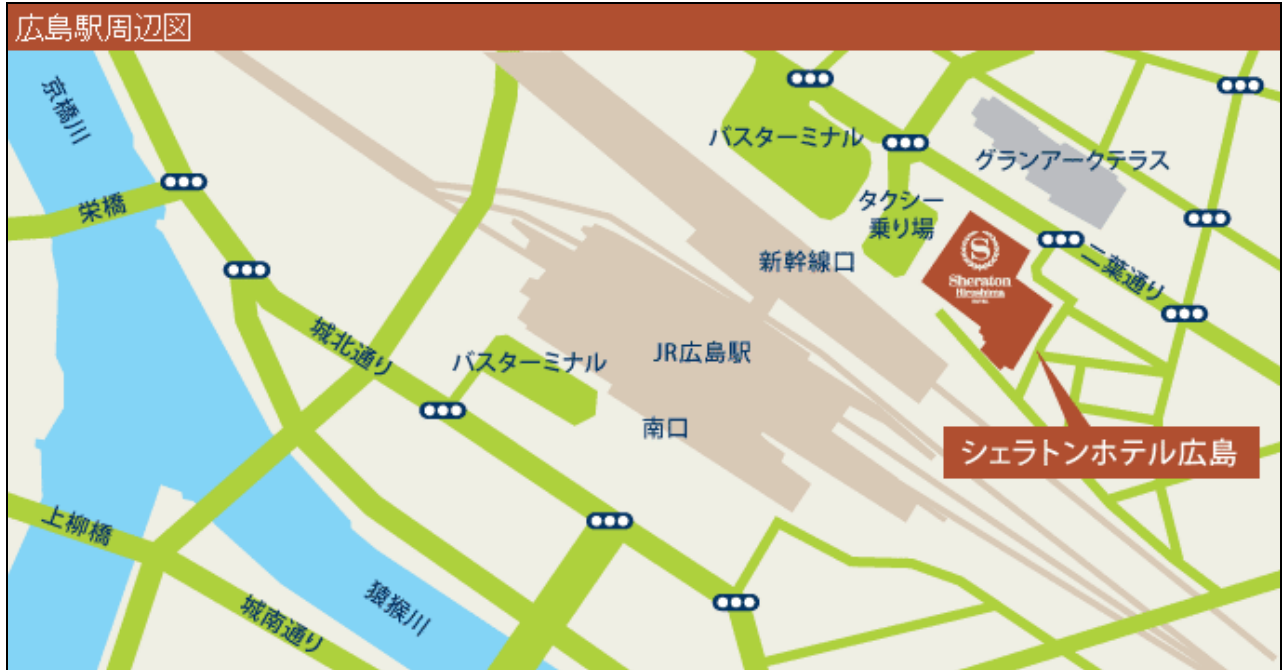 広島駅周辺図
京橋川
バスターミナル
グランアークテラス
栄橋
タクシー
乗り場
新幹線口
S
Sheraton
Hiroshima
HOTEL
二葉通り
城北通り
バスターミナル
JR広島駅
南口
シェラトンホテル広島
上柳橋
猿猴川
城南通り